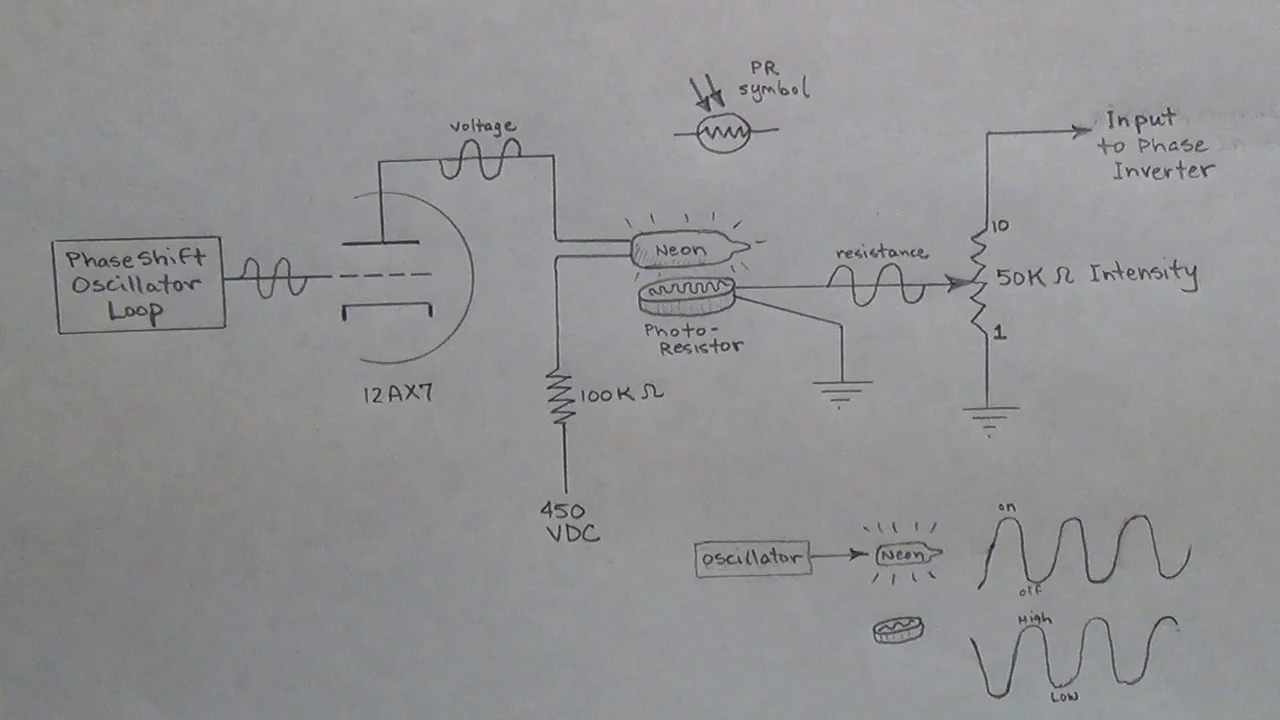 PR
symbol
voltage
Input
to Phase
Inverter
Phase Shift
Oscillator
Loop
Neon
resistance
10
50K Ω Intensity
1
Photo-
Resistor
12AX7
100K Ω
450
VDC
on
oscillator
Neon
off
High
Low